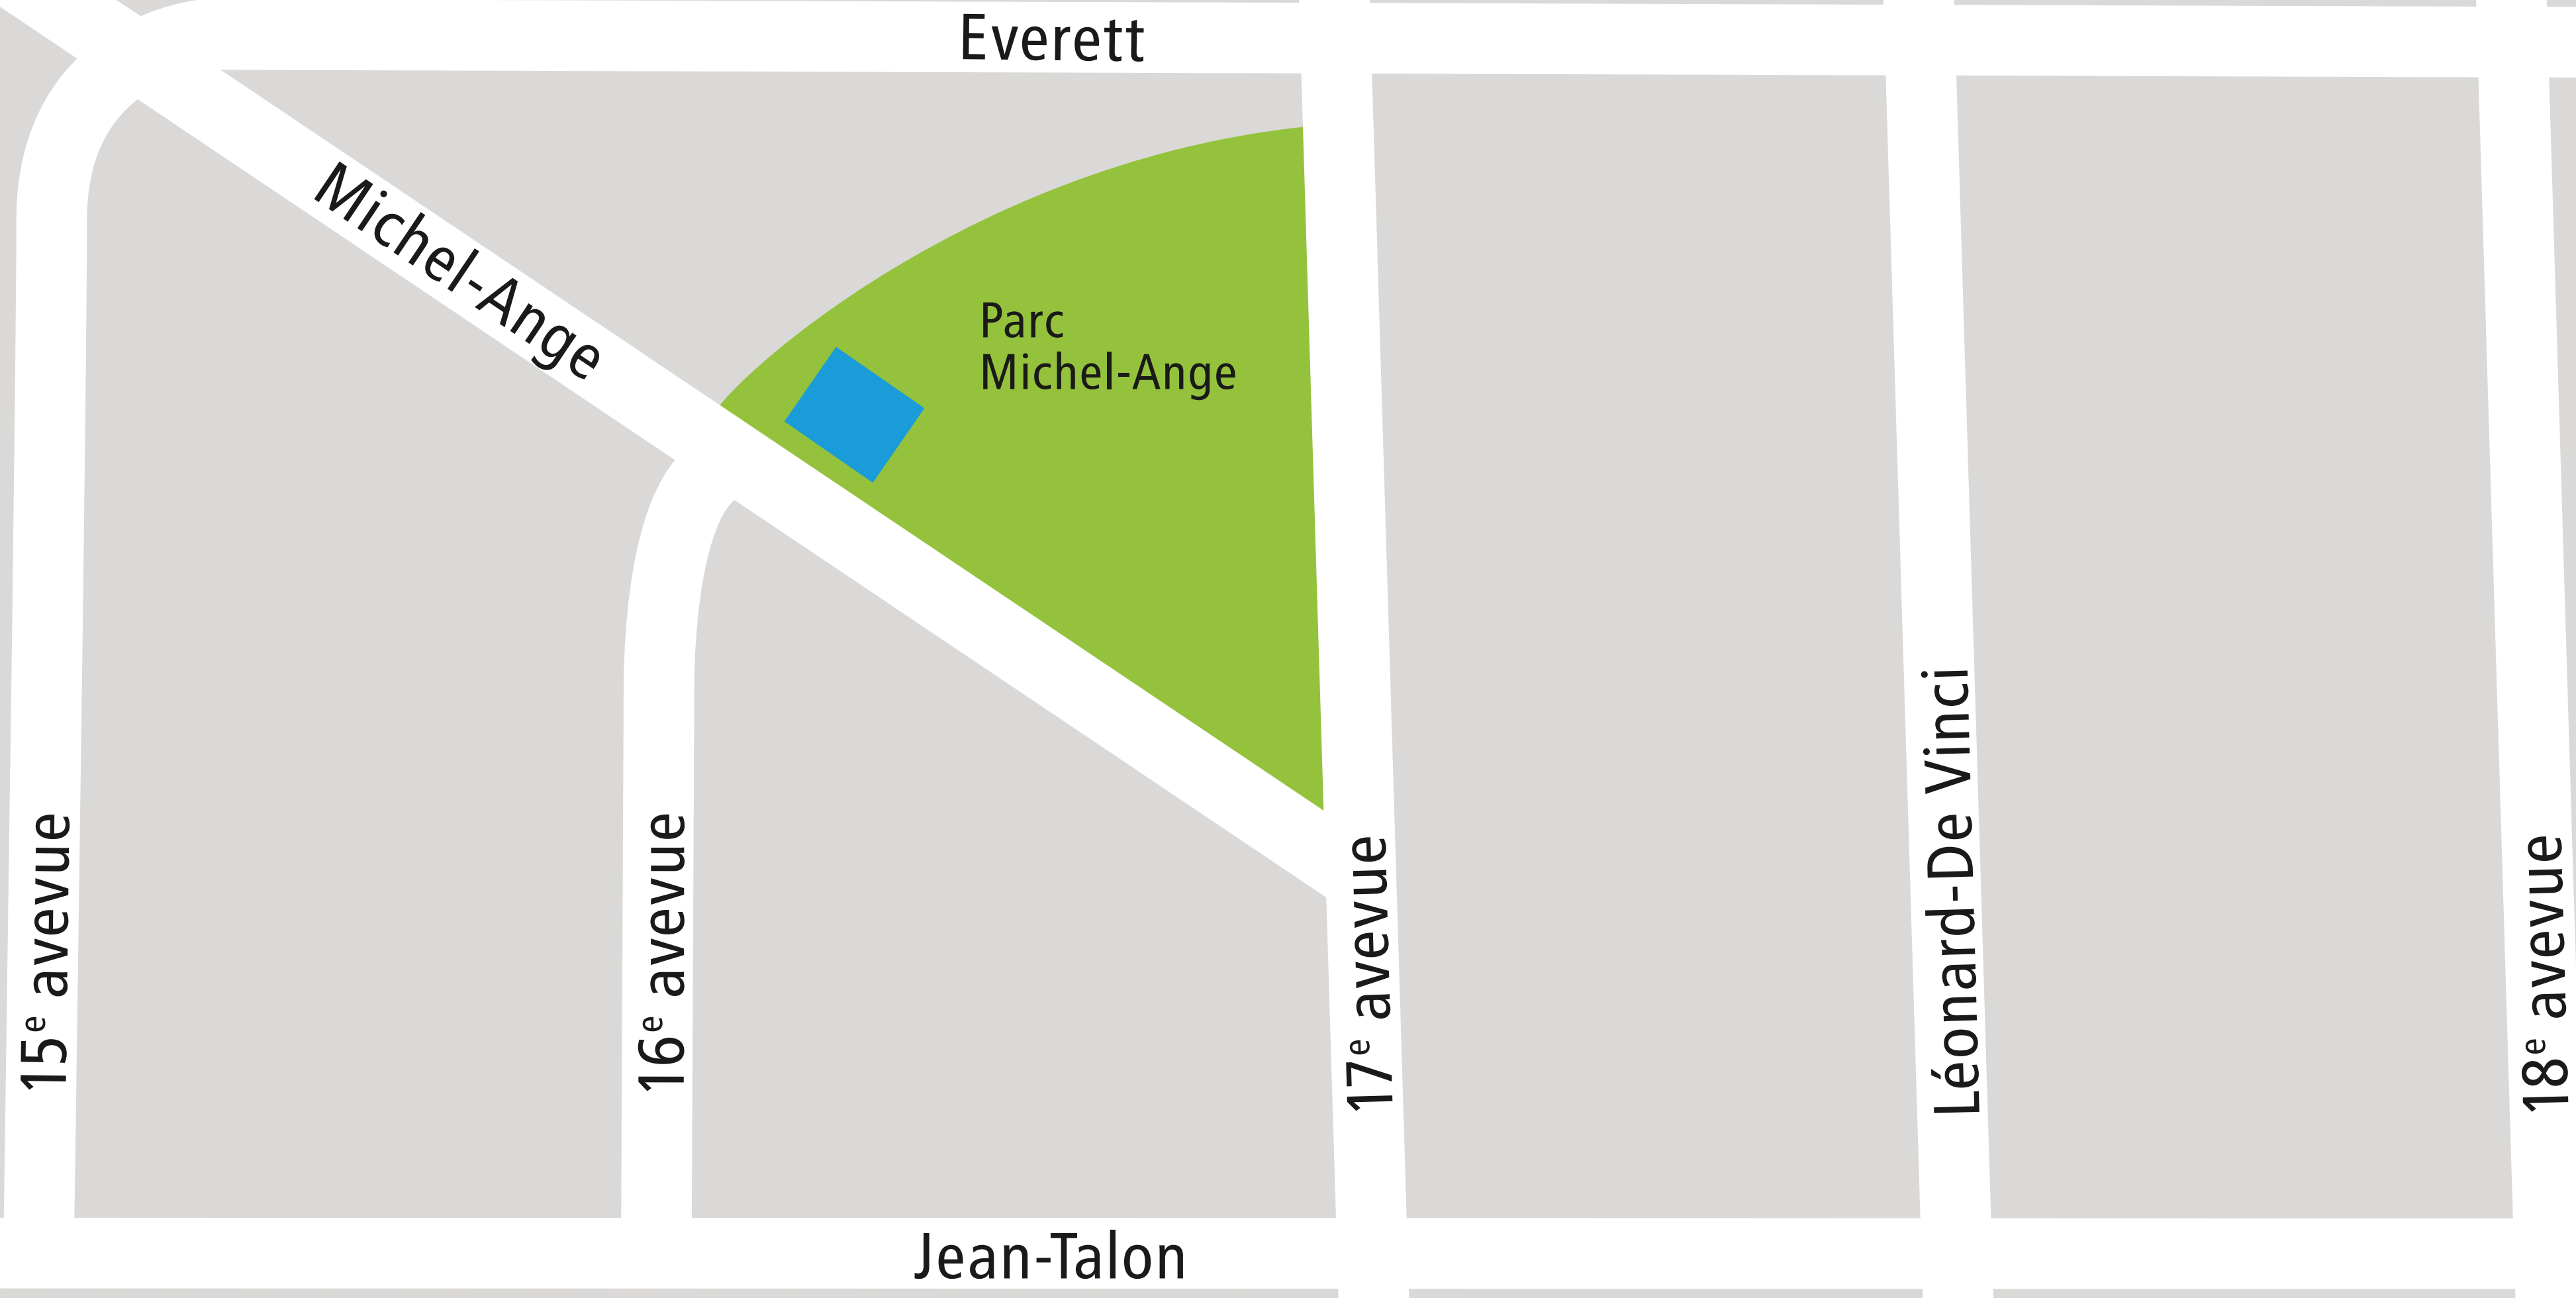 Everett
Michel-Ange
Parc
Michel-Ange
15e avevue
16e avevue
17e avevue
Léonard-De Vinci
18e avevue
Jean-Talon